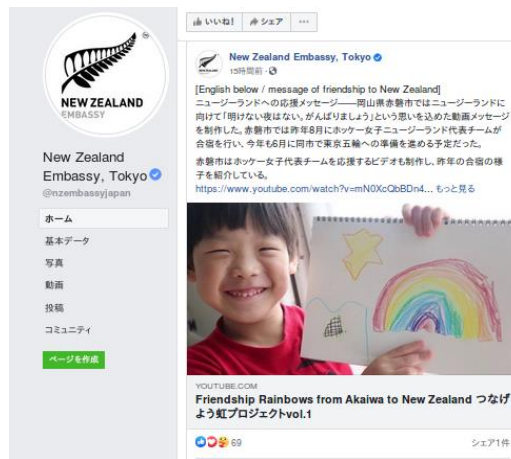 NEW ZEALAND
EMBASSY
New Zealand
Embassy, Tokyo
@nzembassyjapan
ホーム
基本データ
写真
動画
投稿
コミュニティ
ページを作成
いいね!
シェア
New Zealand Embassy, Tokyo
15時間前
[English below / message of friendship to New Zealand]
ニュージーランドへの応援メッセージ――岡山県赤磐市ではニュージーランドに
向けて「明けない夜はない。がんばりましょう」という思いを込めた動画メッセージ
を制作した。赤磐市では昨年8月にホッケー女子ニュージーランド代表チームが
合宿を行い、今年も6月に同市で東京五輪への準備を進める予定だった。
赤磐市はホッケー女子代表チームを応援するビデオも制作し、昨年の合宿の様
子を紹介している。
https://www.youtube.com/watch?v=mN0XcQbBDn4... もっと見る
YOUTUBE.COM
Friendship Rainbows from Akaiwa to New Zealand つなげ
よう虹プロジェクトvol.1
69
シェア1件